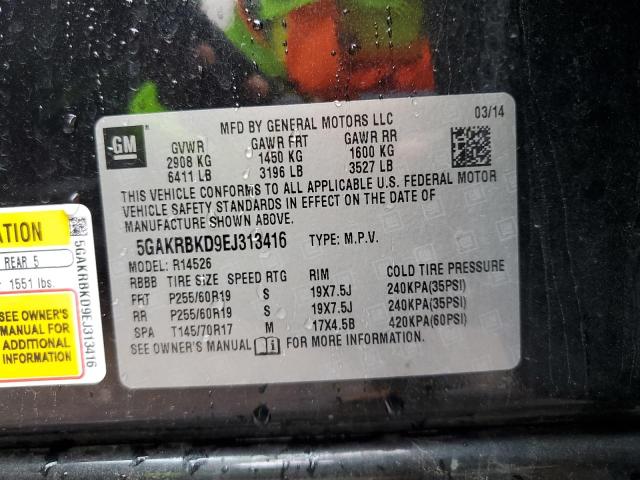 MFD BY GENERAL MOTORS LLC
03/14
GM
GVWR GAWR FRT GAWR RR
2908 KG 1450 KG 1600 KG
6411 LB 3196 LB 3527 LB
THIS VEHICLE CONFORMS TO ALL APPLICABLE U.S. FEDERAL MOTOR
VEHICLE SAFETY STANDARDS IN EFFECT ON THE DATE OF
MANUFACTURE SHOWN ABOVE.
5GAKRBKD9EJ313416 TYPE: M.P.V.
MODEL: R14526
RBBB TIRE SIZE SPEED RTG RIM COLD TIRE PRESSURE
FRT P255/60R19 S 19X7.5J 240KPA(35PSI)
RR P255/60R19 S 19X7.5J 240KPA(35PSI)
SPA T145/70R17 M 17X4.5B 420KPA(60PSI)
SEE OWNER'S MANUAL FOR MORE INFORMATION.
ATION
REAR 5
1551 lbs.
SEE OWNER'S
MANUAL FOR
ADDITIONAL
INFORMATION
5GAKRBKD9EJ313416